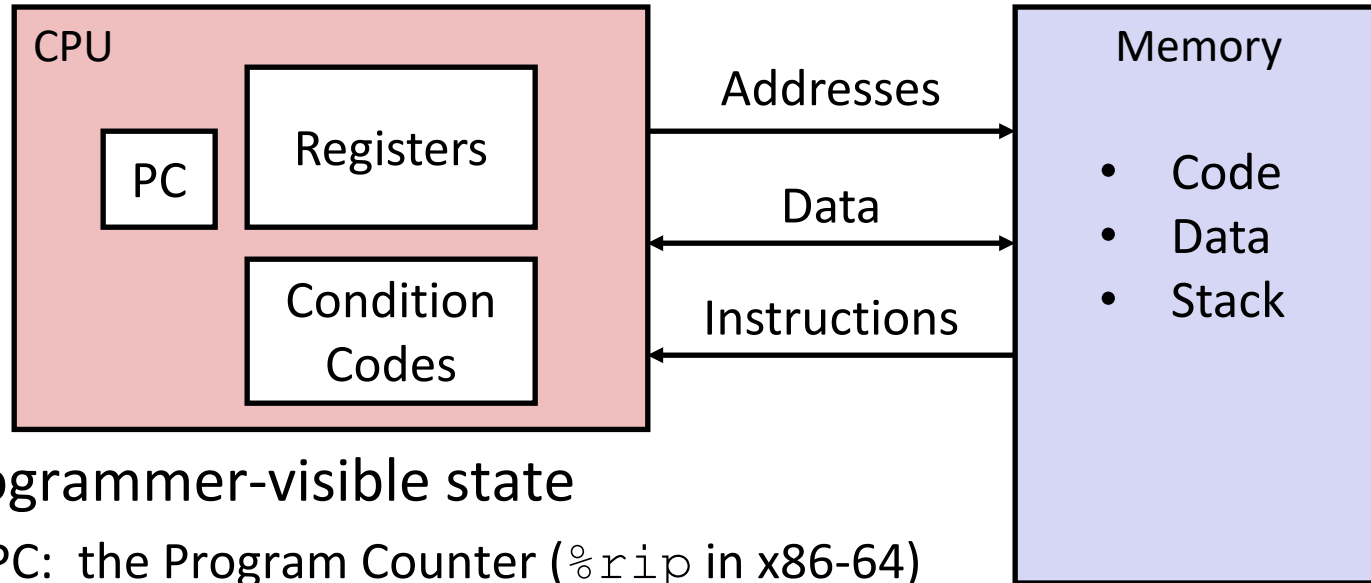 CPU
PC
Registers
Condition
Codes
Addresses
Data
Instructions
Memory
• Code
• Data
• Stack
ogrammer-visible state
PC: the Program Counter (%rip in x86-64)